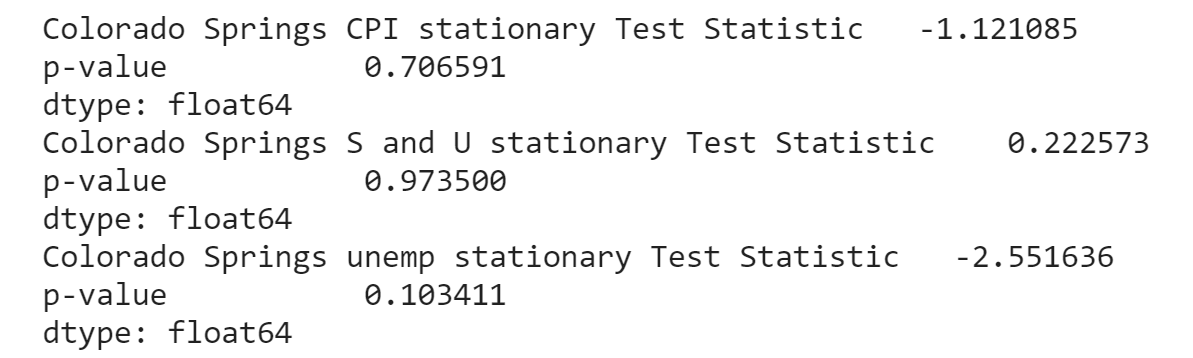 Colorado Springs CPI stationary Test Statistic   -1.121085
p-value           0.706591
dtype: float64
Colorado Springs S and U stationary Test Statistic    0.222573
p-value           0.973500
dtype: float64
Colorado Springs unemp stationary Test Statistic   -2.551636
p-value           0.103411
dtype: float64